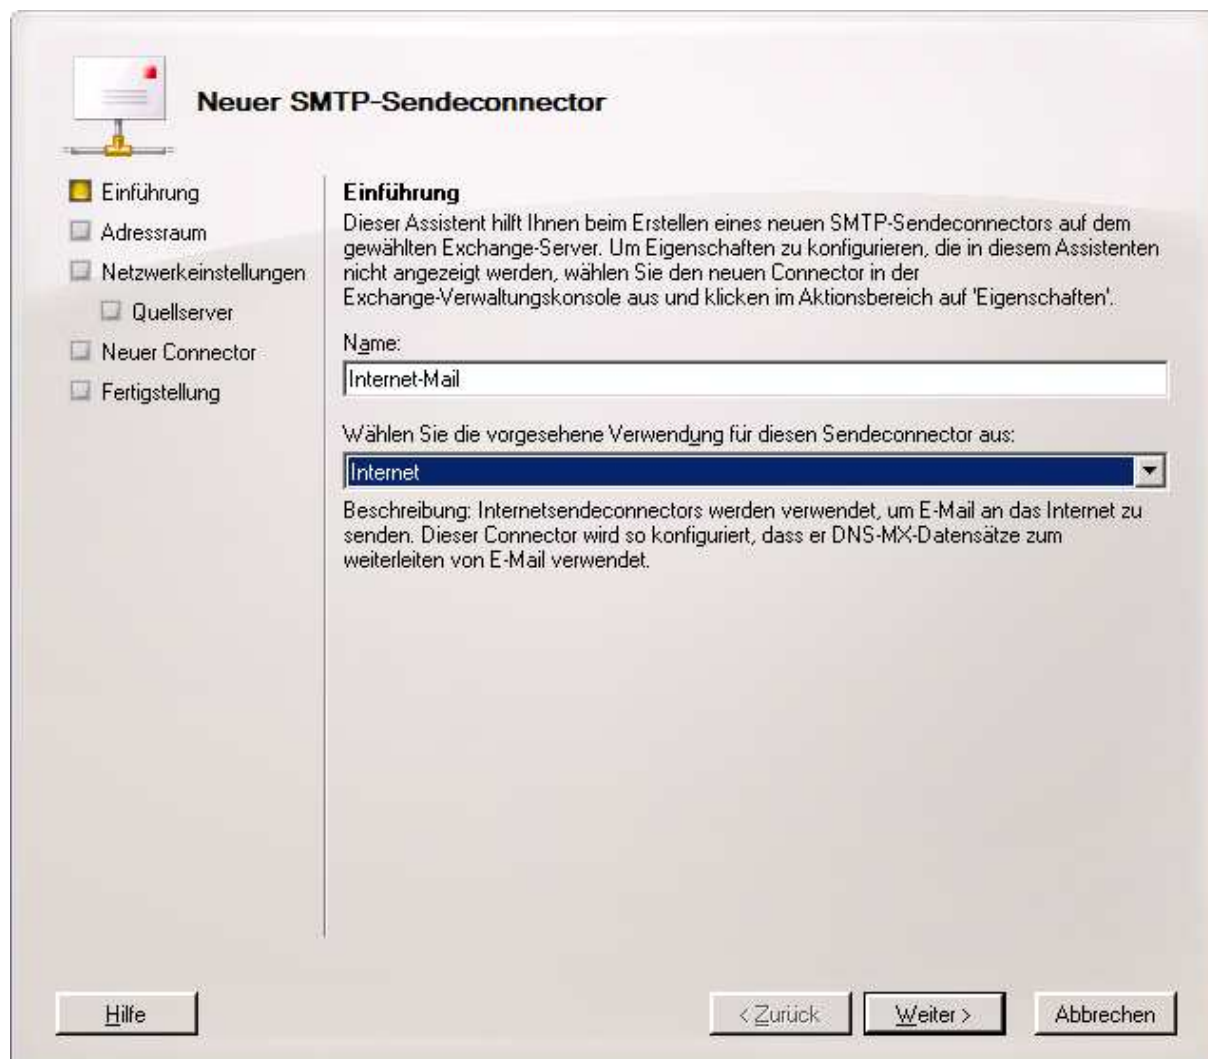 Neuer SMTP-Sendeconnector
Einführung
Adressraum
Netzwerkeinstellungen
Quellserver
Neuer Connector
Fertigstellung
Einführung
Dieser Assistent hilft Ihnen beim Erstellen eines neuen SMTP-Sendeconnectors auf dem
gewählten Exchange-Server. Um Eigenschaften zu konfigurieren, die in diesem Assistenten
nicht angezeigt werden, wählen Sie den neuen Connector in der
Exchange-Verwaltungskonsole aus und klicken im Aktionsbereich auf 'Eigenschaften'.
Name:
Internet-Mail
Wählen Sie die vorgesehene Verwendung für diesen Sendeconnector aus:
Internet
Beschreibung: Internetsendeconnectors werden verwendet, um E-Mail an das Internet zu
senden. Dieser Connector wird so konfiguriert, dass er DNS-MX-Datensätze zum
weiterleiten von E-Mail verwendet.
Hilfe
< Zurück
Weiter >
Abbrechen